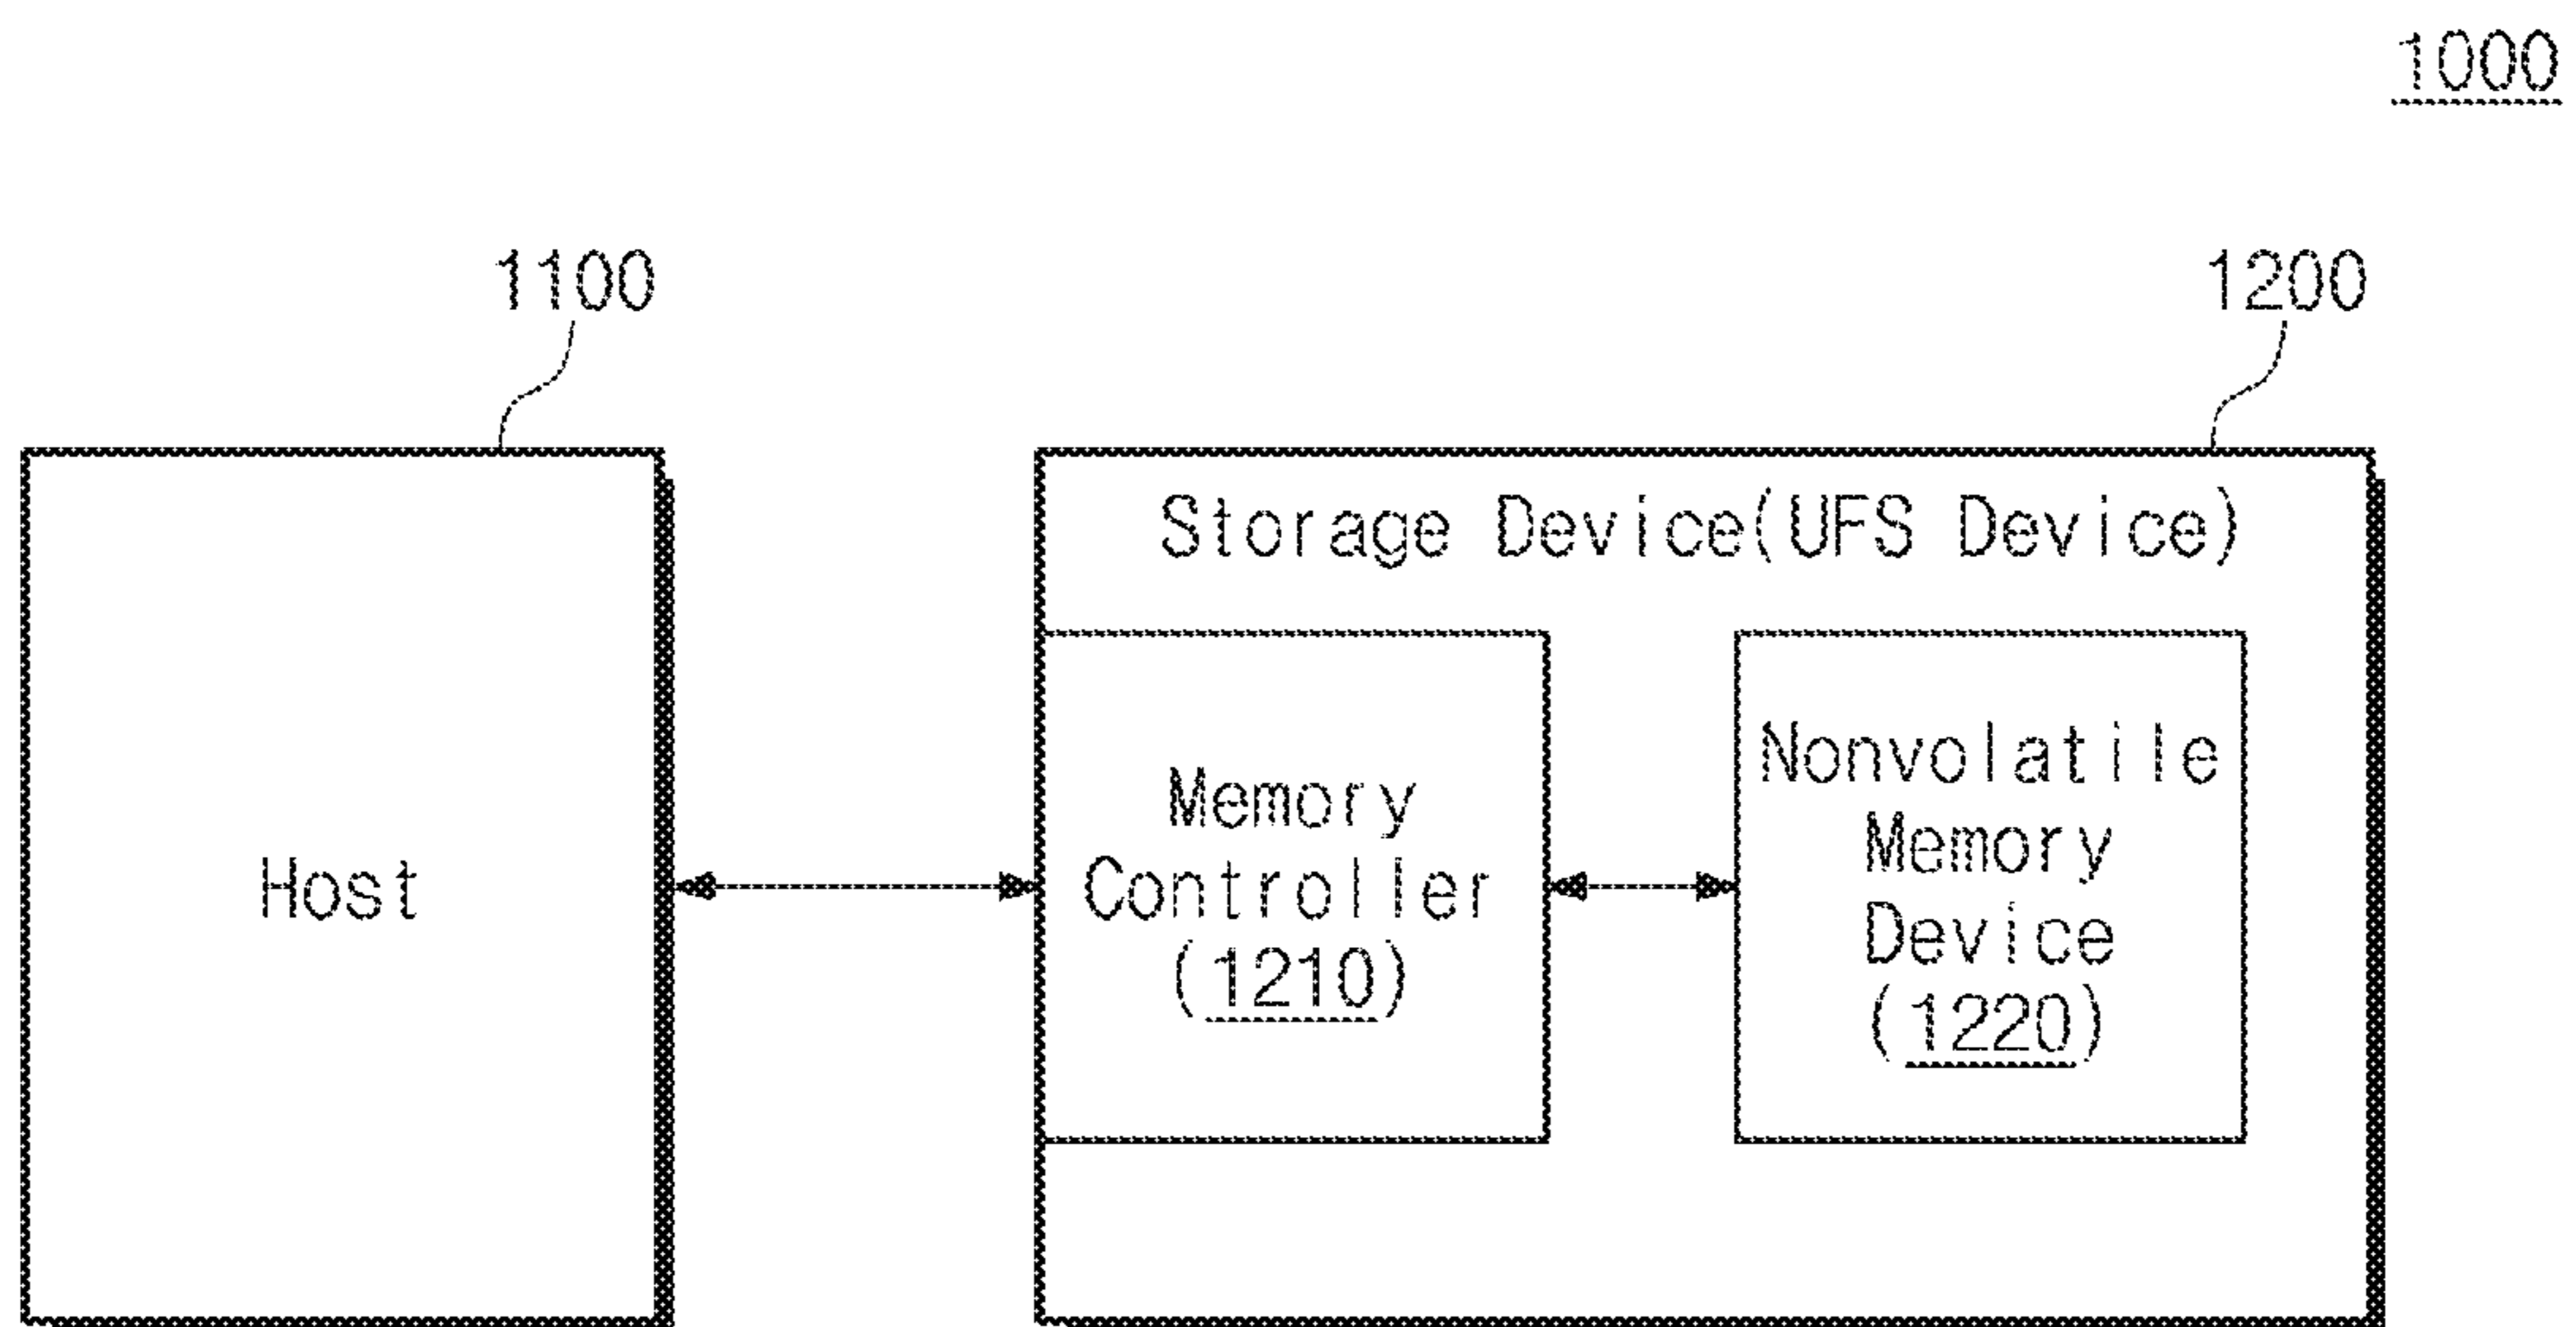 1000
1100
1200
Storage Device(UFS Device)
Host
Memory
Controller
(1210)
Nonvolatile
Memory
Device
(1220)